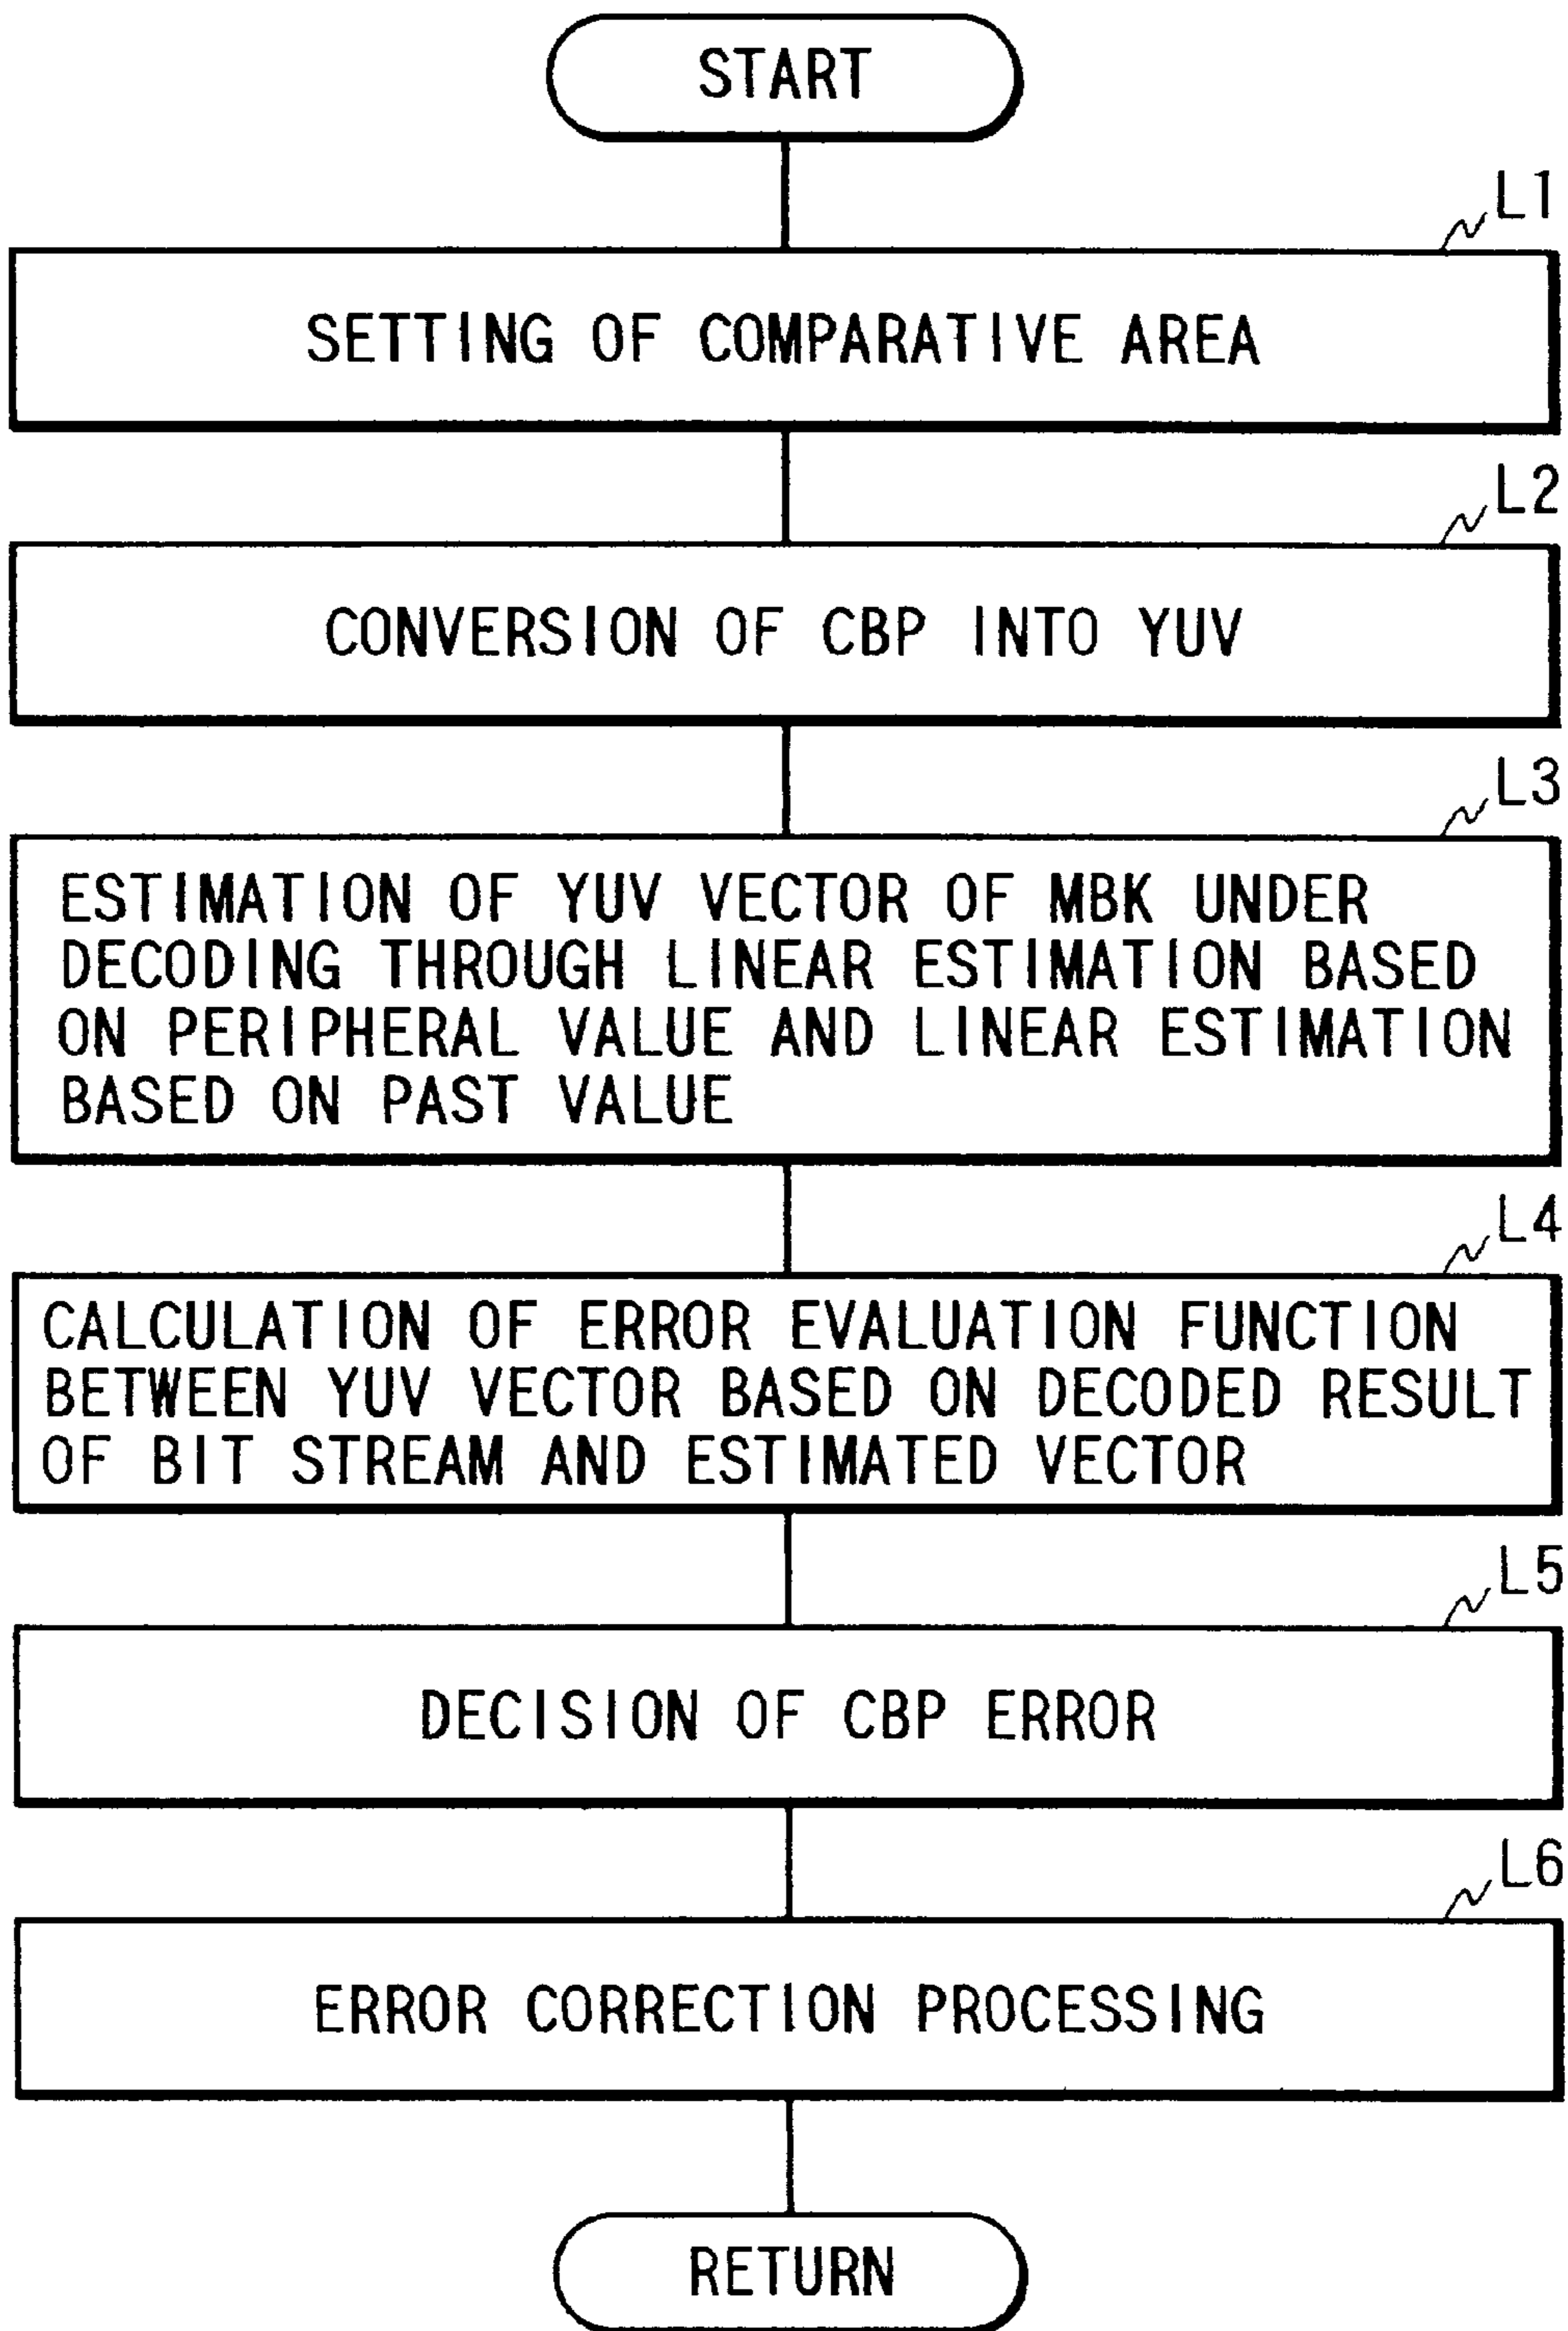 START
L1
SETTING OF COMPARATIVE AREA
L2
CONVERSION OF CBP INTO YUV
L3
ESTIMATION OF YUV VECTOR OF MBK UNDER
DECODING THROUGH LINEAR ESTIMATION BASED
ON PERIPHERAL VALUE AND LINEAR ESTIMATION
BASED ON PAST VALUE
L4
CALCULATION OF ERROR EVALUATION FUNCTION
BETWEEN YUV VECTOR BASED ON DECODED RESULT
OF BIT STREAM AND ESTIMATED VECTOR
L5
DECISION OF CBP ERROR
L6
ERROR CORRECTION PROCESSING
RETURN